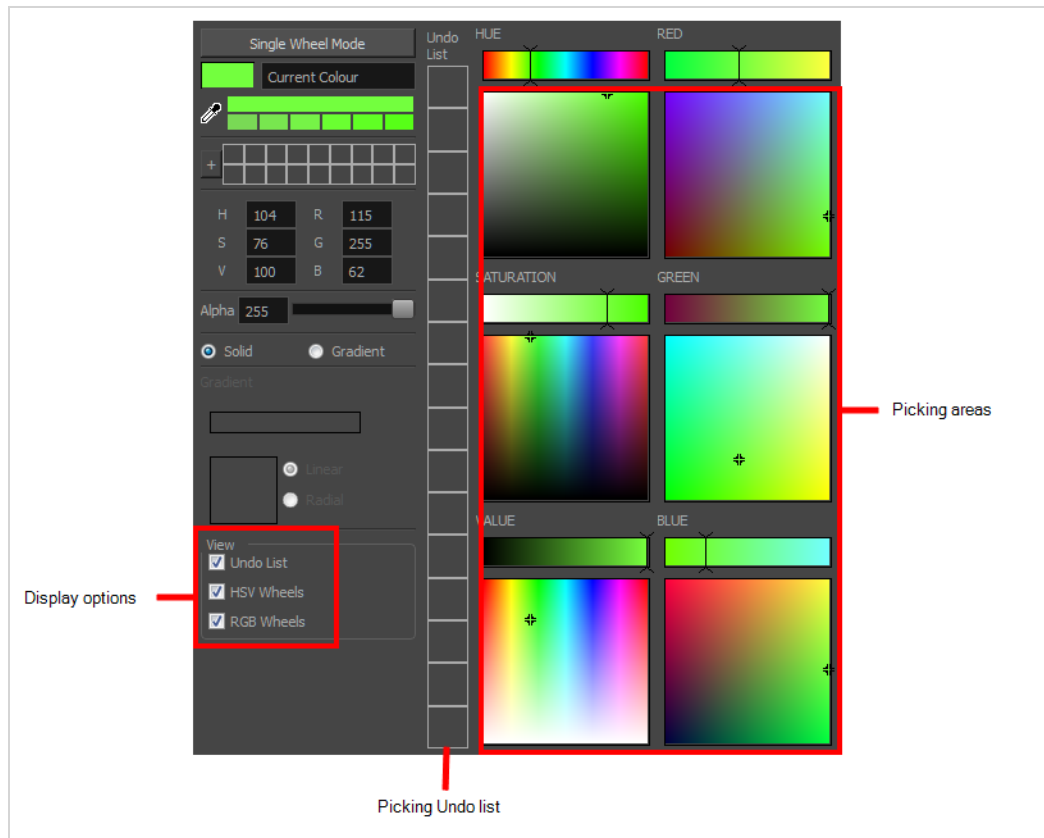 Single Wheel Mode
Current Colour
+
H 104 R 115
S 76 G 255
V 100 B 62
Alpha 255
Solid Gradient
Gradient
Linear
Radial
View
Undo List
HSV Wheels
RGB Wheels
Undo
List
HUE RED
SATURATION GREEN
VALUE BLUE
Display options
Picking areas
Picking Undo list